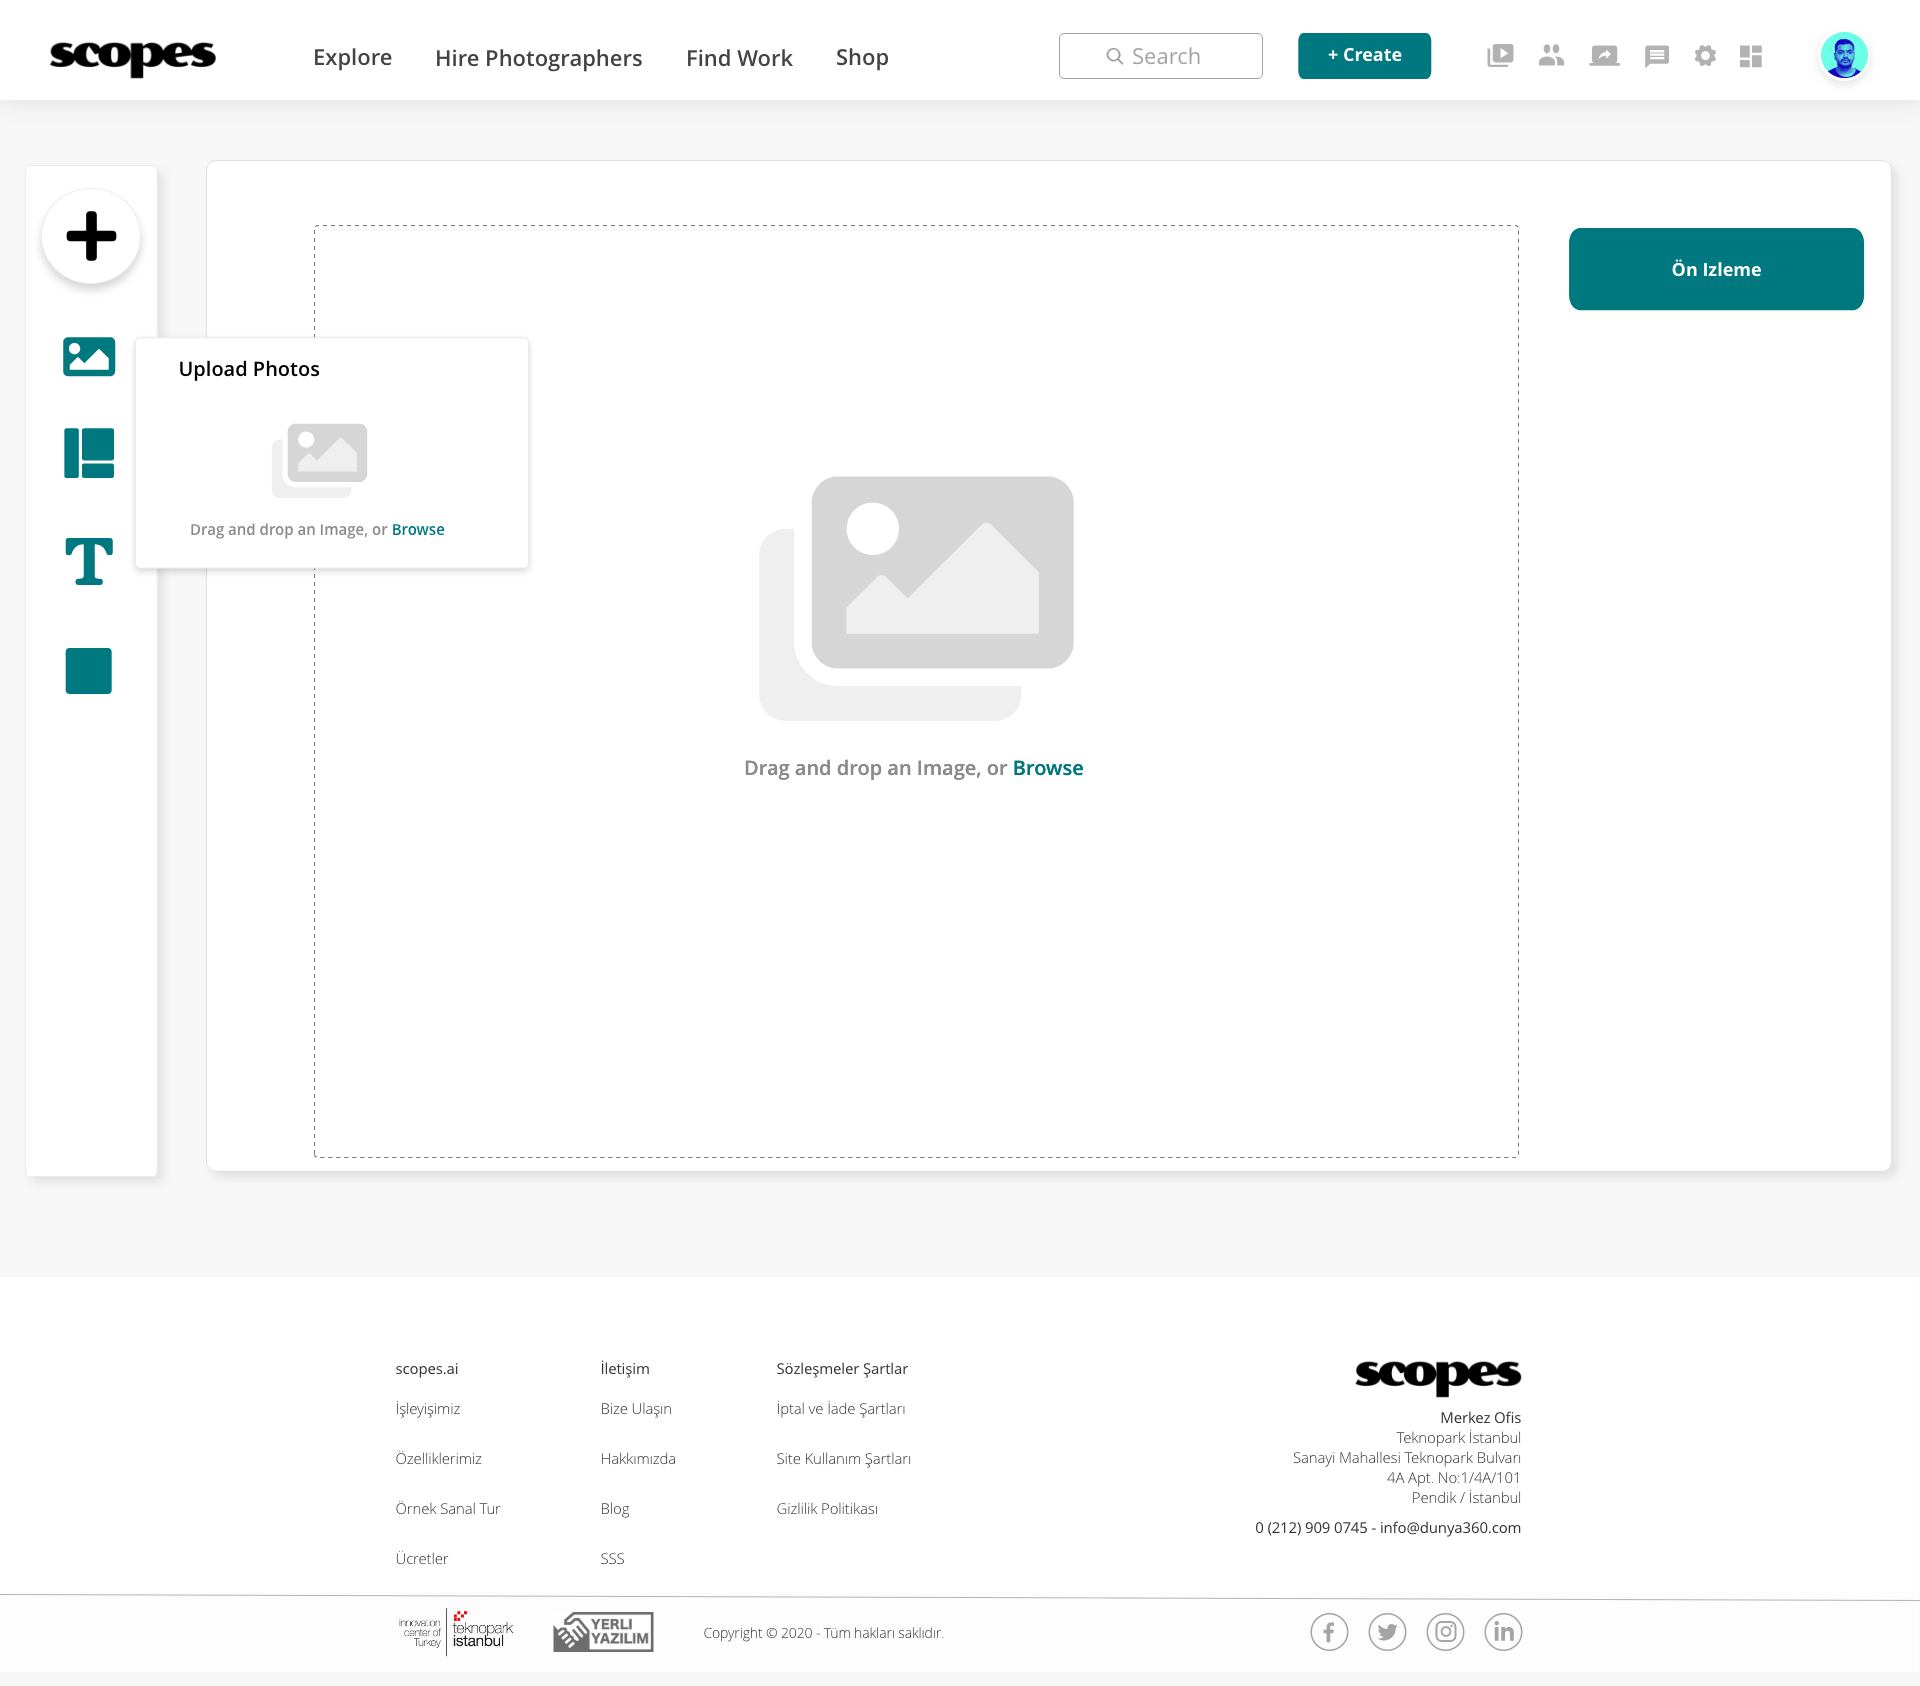 scopes
Explore
Hire Photographers
Find Work
Shop
Search
+ Create
Ön Izleme
Upload Photos
Drag and drop an Image, or Browse
Drag and drop an Image, or Browse
scopes.ai
İşleyişimiz
Özelliklerimiz
Örnek Sanal Tur
Ücretler
İletişim
Bize Ulaşın
Hakkımızda
Blog
SSS
Sözleşmeler Şartlar
İptal ve İade Şartları
Site Kullanım Şartları
Gizlilik Politikası
scopes
Merkez Ofis
Teknopark İstanbul
Sanayi Mahallesi Teknopark Bulvarı
4A Apt. No:1/4A/101
Pendik / İstanbul
0 (212) 909 0745 - info@dunya360.com
innovation
center of
Turkey
teknopark
istanbul
YERLİ
YAZILIM
Copyright © 2020 - Tüm hakları saklıdır.